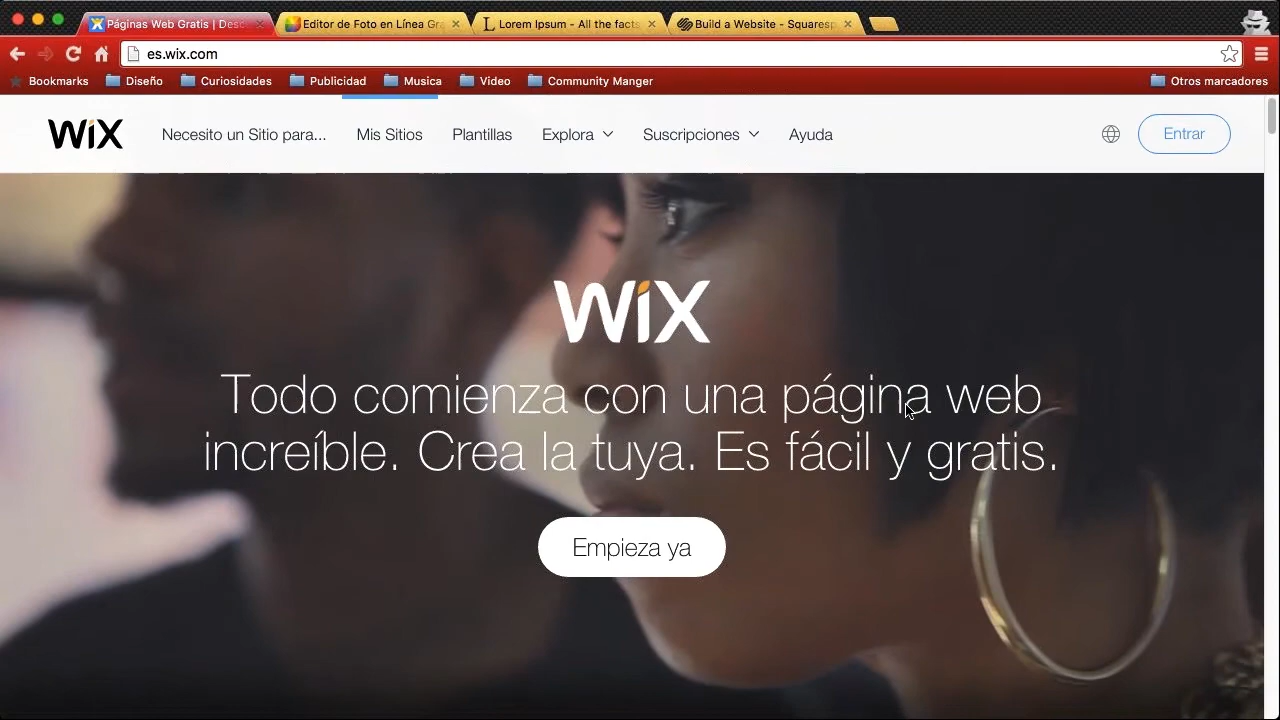 Páginas Web Gratis | Desc
Editor de Foto en Línea Gra
Lorem Ipsum - All the facts
Build a Website - Squaresp
es.wix.com
Bookmarks
Diseño
Curiosidades
Publicidad
Musica
Video
Community Manger
Otros marcadores
WiX
Necesito un Sitio para...
Mis Sitios
Plantillas
Explora
Suscripciones
Ayuda
Entrar
WiX
Todo comienza con una página web
increíble. Crea la tuya. Es fácil y gratis.
Empieza ya